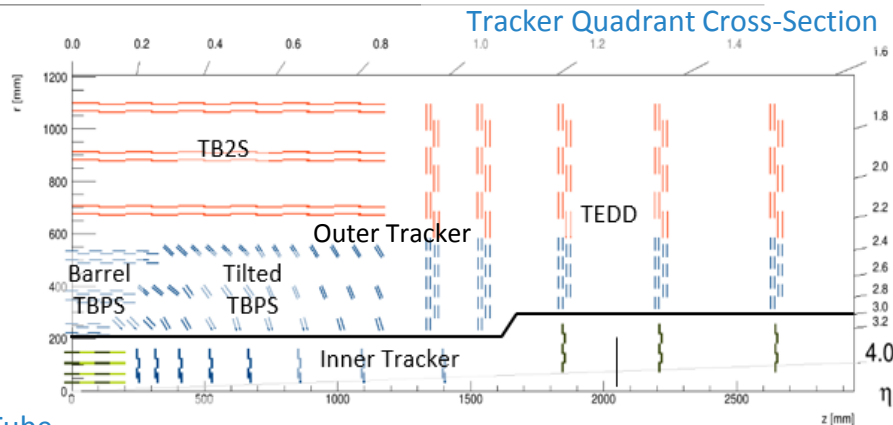 Tracker Quadrant Cross-Section
0.0 0.2 0.4 0.6 0.8 1.0 1.2 1.4 1.6
r [mm]
1200
1000
1.8
TB2S
800
2.2
TEDD
600
Outer Tracker
2.4
Barrel Tilted
2.6
400
TBPS TBPS
2.8
3.0
200
3.2
Inner Tracker
4.0
0
500 1000 1500 2000 2500
η
z [mm]